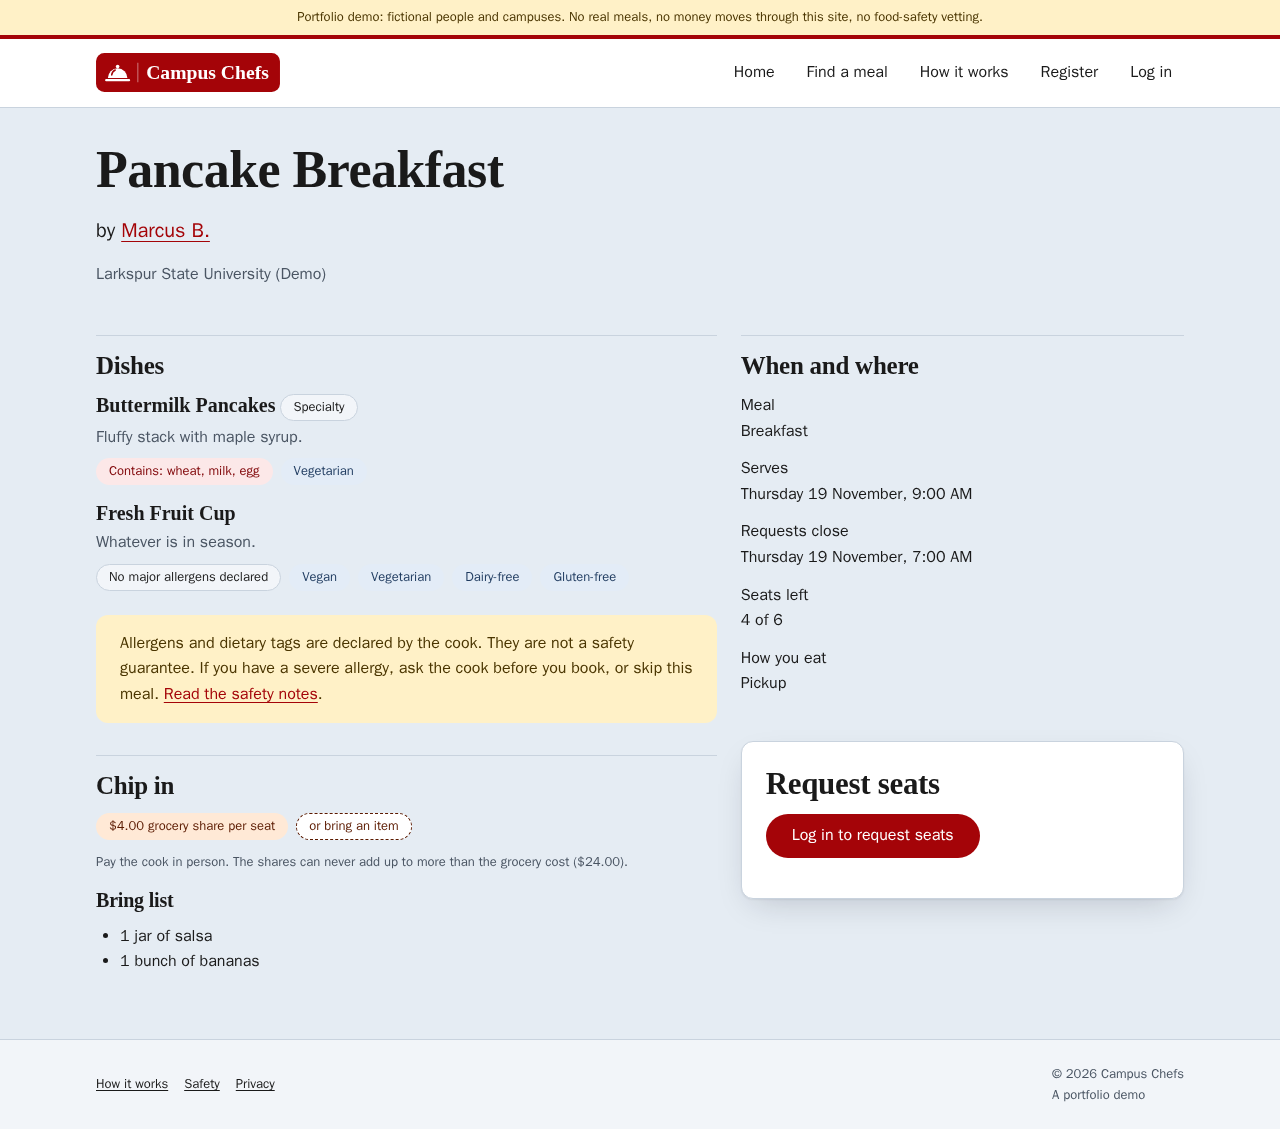 Portfolio demo: fictional people and campuses. No real meals, no money moves through this site, no food-safety vetting.
Campus Chefs
Home
Find a meal
How it works
Register
Log in
Pancake Breakfast
by Marcus B.
Larkspur State University (Demo)
Dishes
Buttermilk Pancakes Specialty
Fluffy stack with maple syrup.
Contains: wheat, milk, egg Vegetarian
Fresh Fruit Cup
Whatever is in season.
No major allergens declared Vegan Vegetarian Dairy-free Gluten-free
Allergens and dietary tags are declared by the cook. They are not a safety
guarantee. If you have a severe allergy, ask the cook before you book, or skip this
meal. Read the safety notes.
Chip in
$4.00 grocery share per seat or bring an item
Pay the cook in person. The shares can never add up to more than the grocery cost ($24.00).
Bring list
• 1 jar of salsa
• 1 bunch of bananas
When and where
Meal
Breakfast
Serves
Thursday 19 November, 9:00 AM
Requests close
Thursday 19 November, 7:00 AM
Seats left
4 of 6
How you eat
Pickup
Request seats
Log in to request seats
How it works Safety Privacy
© 2026 Campus Chefs
A portfolio demo